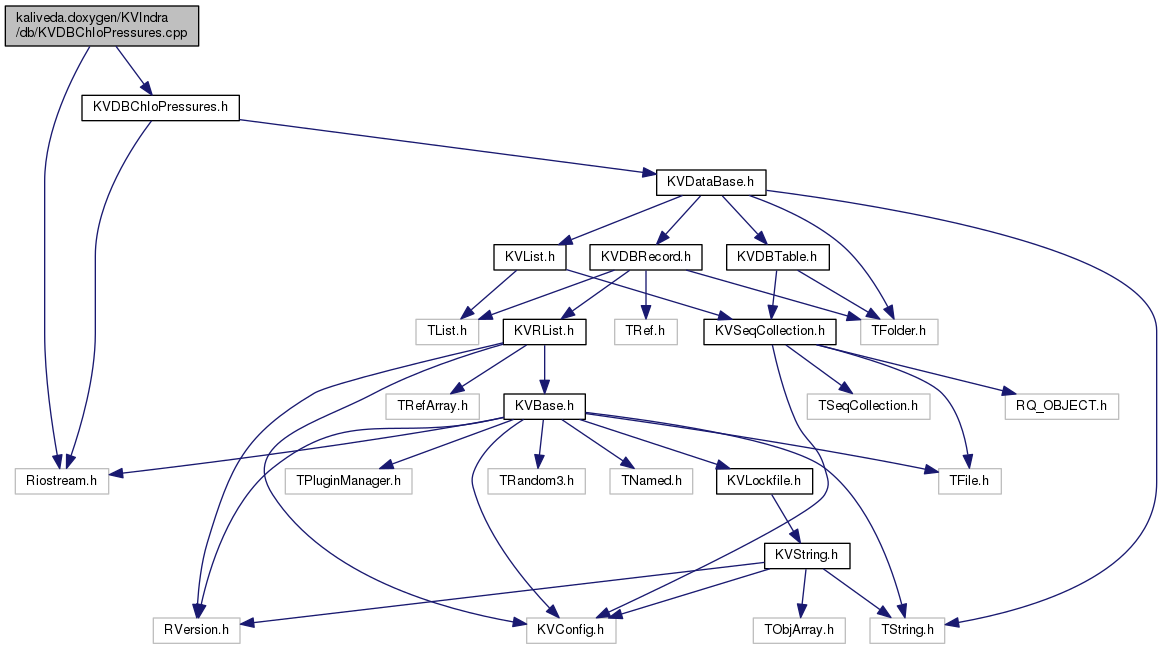 kaliveda.doxygen/KVIndra
/db/KVDBChIoPressures.cpp
KVDBChIoPressures.h
KVDataBase.h
KVList.h
KVDBRecord.h
KVDBTable.h
TList.h
KVRList.h
TRef.h
KVSeqCollection.h
TFolder.h
TRefArray.h
KVBase.h
TSeqCollection.h
RQ_OBJECT.h
Riostream.h
TPluginManager.h
TRandom3.h
TNamed.h
KVLockfile.h
TFile.h
KVString.h
RVersion.h
KVConfig.h
TObjArray.h
TString.h